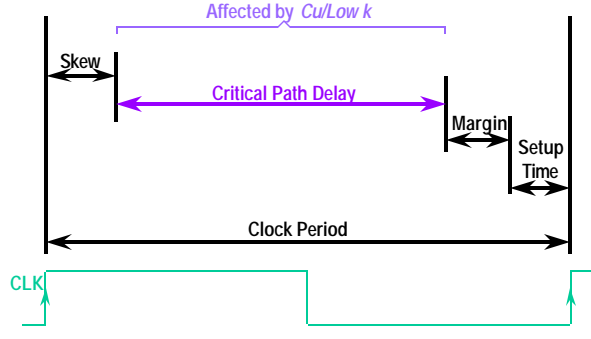 Affected by Cu/Low k
Skew
Critical Path Delay
Margin
Setup
Time
Clock Period
CLK